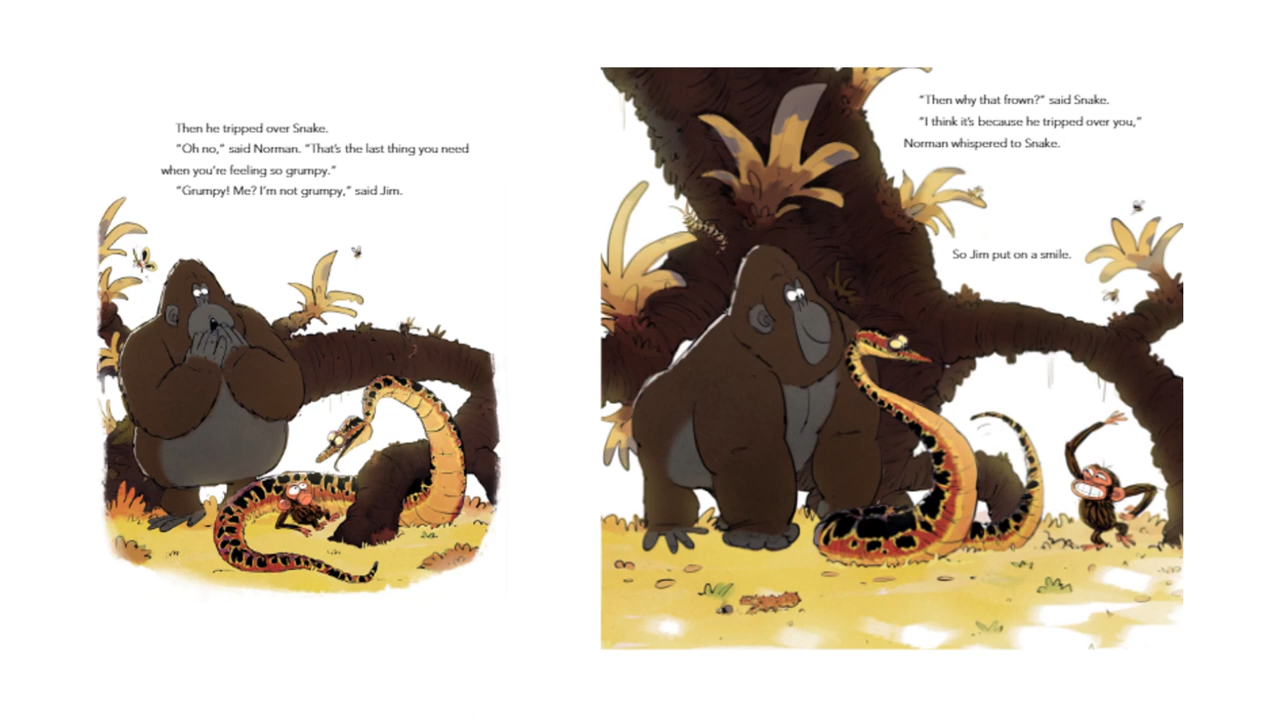 Then he tripped over Snake.
“Oh no,” said Norman. “That’s the last thing you need
when you’re feeling so grumpy.”
“Grumpy! Me? I’m not grumpy,” said Jim.
“Then why that frown?” said Snake.
“I think it’s because he tripped over you,”
Norman whispered to Snake.
So Jim put on a smile.